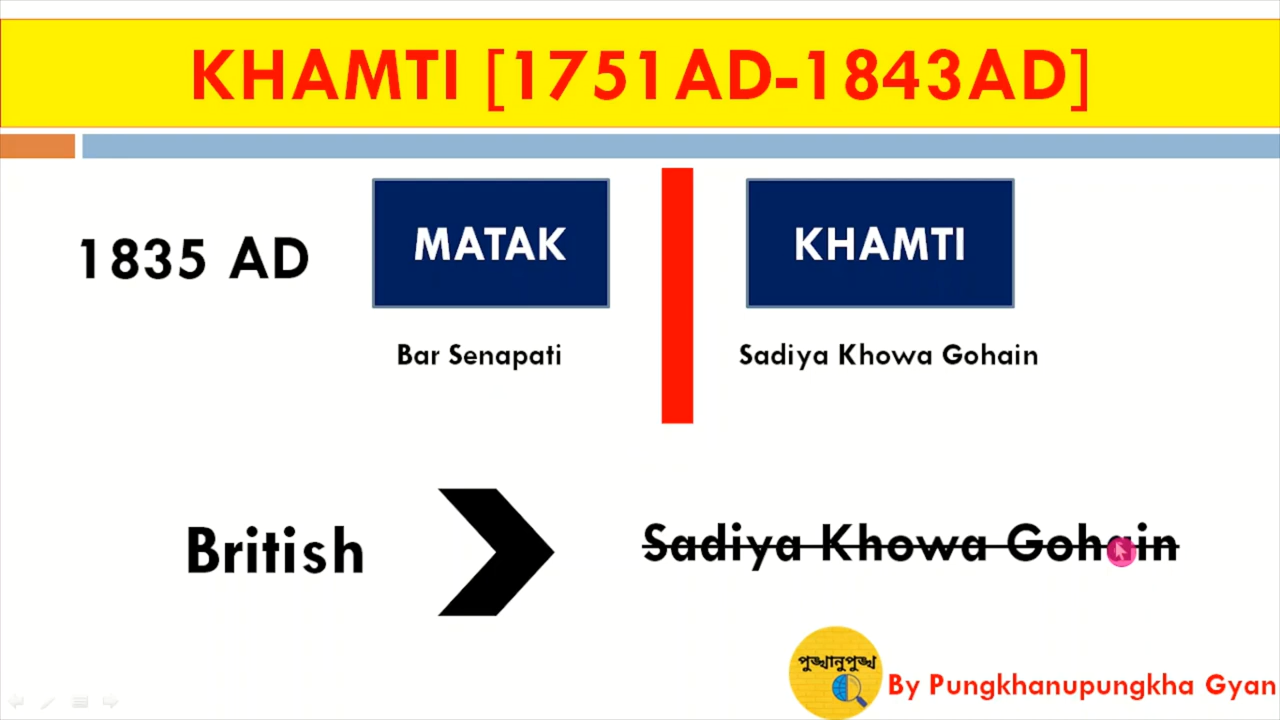 KHAMTI [1751AD-1843AD]
1835 AD
MATAK
KHAMTI
Bar Senapati
Sadiya Khowa Gohain
British
Sadiya Khowa Gohain
পুঙ্খানুপুঙ্খ
By Pungkhanupungkha Gyan